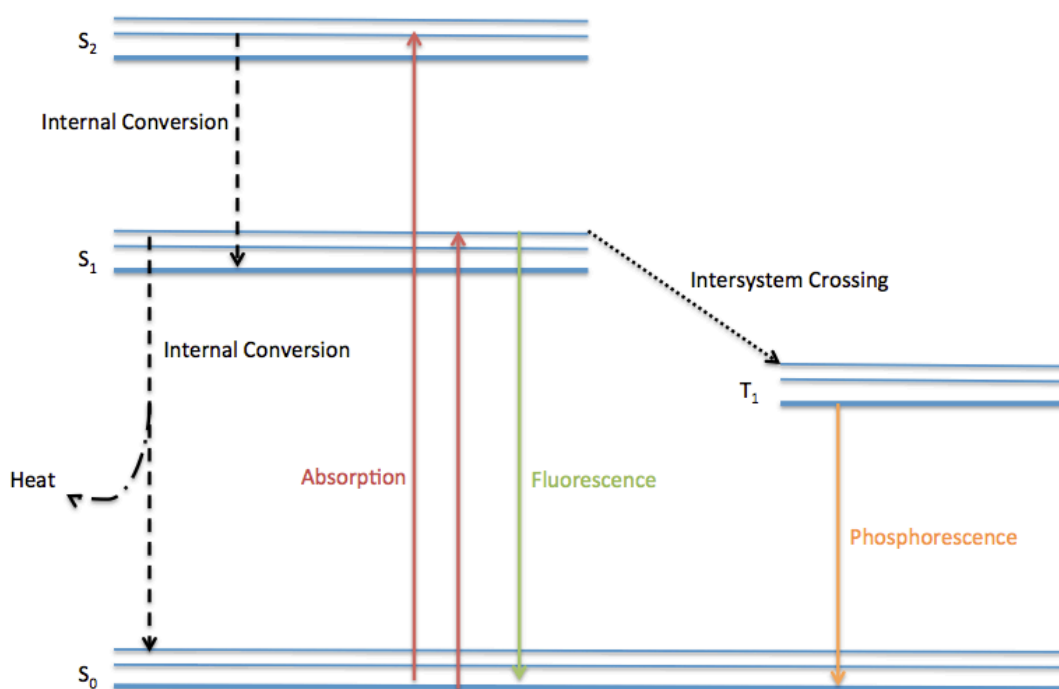 S₂
Internal Conversion
S₁
Intersystem Crossing
Internal Conversion
T₁
Heat
Absorption
Fluorescence
Phosphorescence
S₀